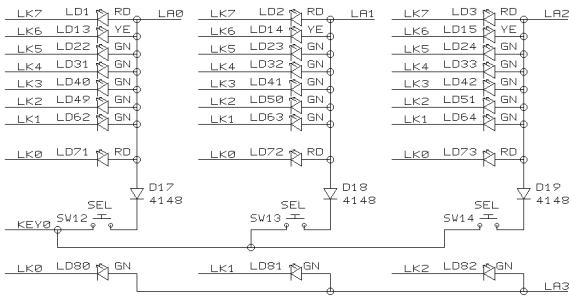 LK7 LD1 RD LA0 LK7 LD2 RD LA1 LK7 LD3 RD LA2
LK6 LD13 YE LK6 LD14 YE LK6 LD15 YE
LK5 LD22 GN LK5 LD23 GN LK5 LD24 GN
LK4 LD31 GN LK4 LD32 GN LK4 LD33 GN
LK3 LD40 GN LK3 LD41 GN LK3 LD42 GN
LK2 LD49 GN LK2 LD50 GN LK2 LD51 GN
LK1 LD62 GN LK1 LD63 GN LK1 LD64 GN
LK0 LD71 RD LK0 LD72 RD LK0 LD73 RD
D17 D18 D19
4148 4148 4148
SEL SEL SEL
SW12 SW13 SW14
KEY0
LK0 LD80 GN LK1 LD81 GN LK2 LD82 GN
LA3